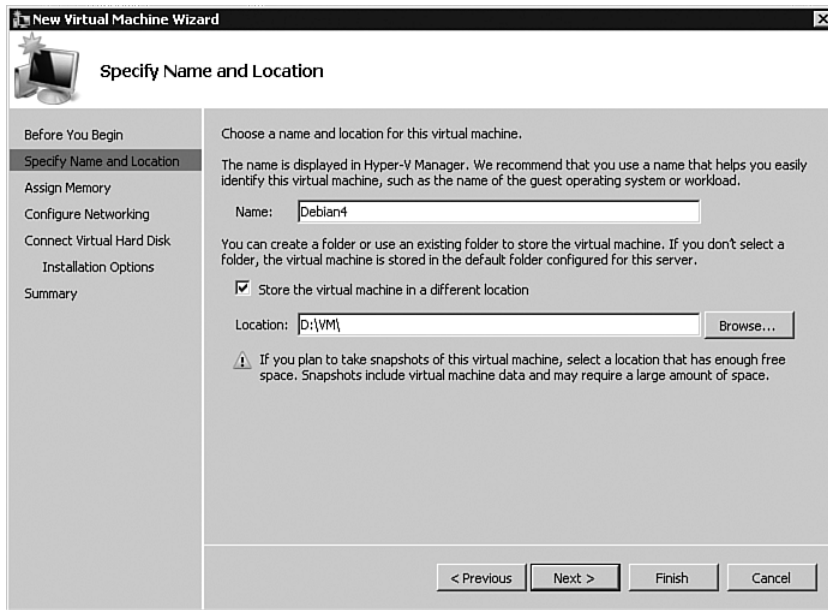 New Virtual Machine Wizard
Specify Name and Location
Before You Begin
Specify Name and Location
Assign Memory
Configure Networking
Connect Virtual Hard Disk
Installation Options
Summary
Choose a name and location for this virtual machine.
The name is displayed in Hyper-V Manager. We recommend that you use a name that helps you easily
identify this virtual machine, such as the name of the guest operating system or workload.
Name: Debian4
You can create a folder or use an existing folder to store the virtual machine. If you don't select a
folder, the virtual machine is stored in the default folder configured for this server.
Store the virtual machine in a different location
Location: D:\VM\ Browse...
If you plan to take snapshots of this virtual machine, select a location that has enough free
space. Snapshots include virtual machine data and may require a large amount of space.
< Previous Next > Finish Cancel